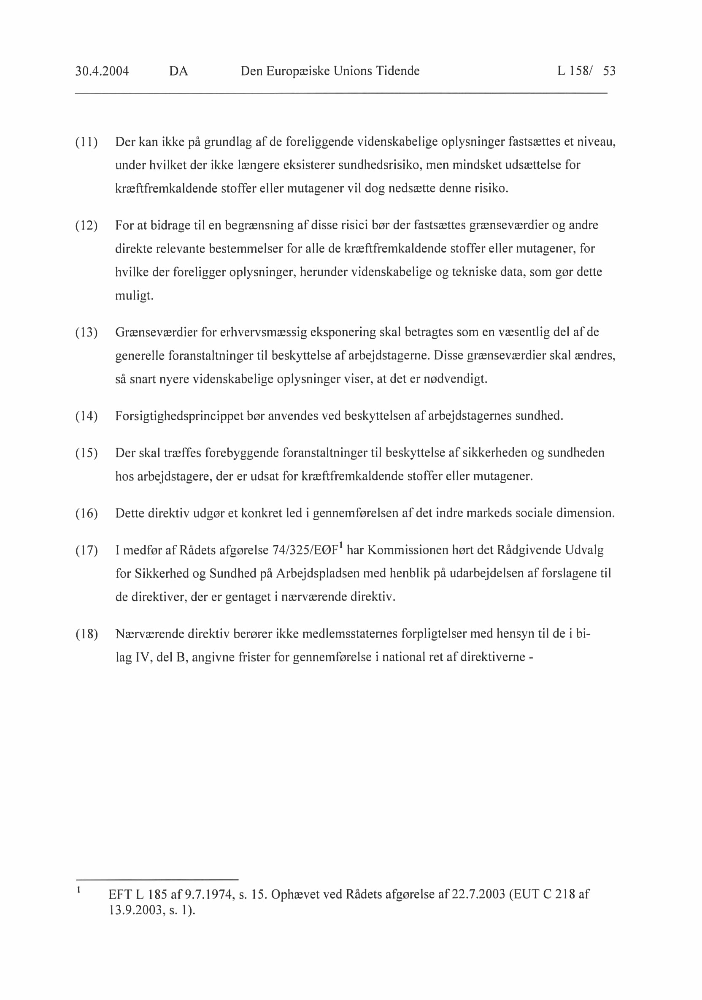 30.4.2004 DA Den Europæiske Unions Tidende L 158/ 53
(11) Der kan ikke på grundlag af de foreliggende videnskabelige oplysninger fastsættes et niveau,
under hvilket der ikke længere eksisterer sundhedsrisiko, men mindsket udsættelse for
kræftfremkaldende stoffer eller mutagener vil dog nedsætte denne risiko.
(12) For at bidrage til en begrænsning af disse risici bør der fastsættes grænseværdier og andre
direkte relevante bestemmelser for alle de kræftfremkaldende stoffer eller mutagener, for
hvilke der foreligger oplysninger, herunder videnskabelige og tekniske data, som gør dette
muligt.
(13) Grænseværdier for erhvervsmæssig eksponering skal betragtes som en væsentlig del af de
generelle foranstaltninger til beskyttelse af arbejdstagerne. Disse grænseværdier skal ændres,
så snart nyere videnskabelige oplysninger viser, at det er nødvendigt.
(14) Forsigtighedsprincippet bør anvendes ved beskyttelsen af arbejdstagernes sundhed.
(15) Der skal træffes forebyggende foranstaltninger til beskyttelse af sikkerheden og sundheden
hos arbejdstagere, der er udsat for kræftfremkaldende stoffer eller mutagener.
(16) Dette direktiv udgør et konkret led i gennemførelsen af det indre markeds sociale dimension.
(17) I medfør af Rådets afgørelse 74/325/EØF¹ har Kommissionen hørt det Rådgivende Udvalg
for Sikkerhed og Sundhed på Arbejdspladsen med henblik på udarbejdelsen af forslagene til
de direktiver, der er gentaget i nærværende direktiv.
(18) Nærværende direktiv berører ikke medlemsstaternes forpligtelser med hensyn til de i bi-
lag IV, del B, angivne frister for gennemførelse i national ret af direktiverne -
¹ EFT L 185 af 9.7.1974, s. 15. Ophævet ved Rådets afgørelse af 22.7.2003 (EUT C 218 af
13.9.2003, s. 1).